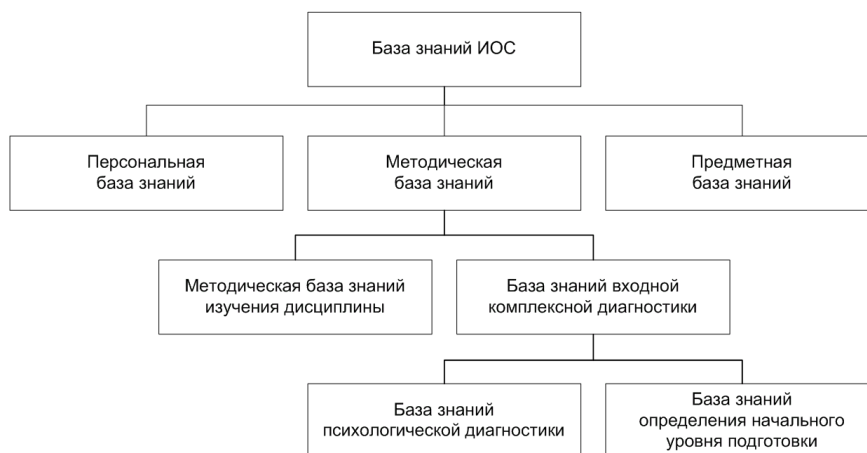 База знаний ИОС
Персональная
база знаний
Методическая
база знаний
Предметная
база знаний
Методическая база знаний
изучения дисциплины
База знаний входной
комплексной диагностики
База знаний
психологической диагностики
База знаний
определения начального
уровня подготовки